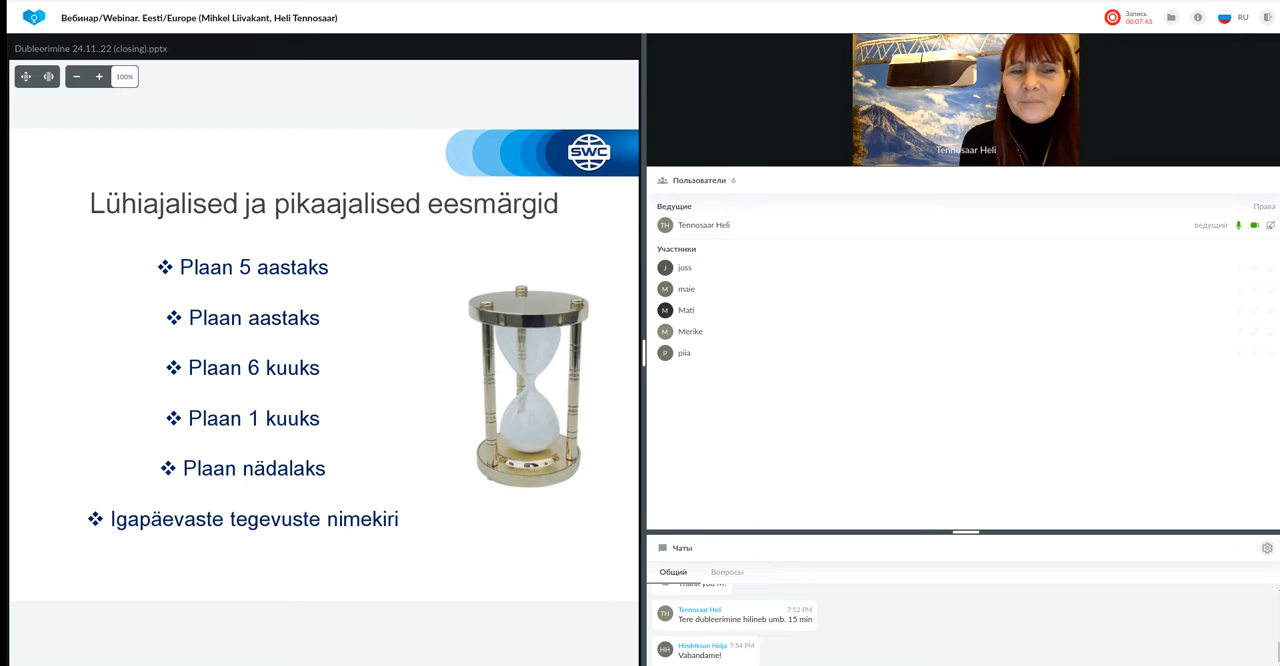 Вебинар/Webinar. Eesti/Europe (Mihkel Liivakant, Heli Tennosaar)
Запись
00:07:43
RU
Dubleerimine 24.11..22 (closing).pptx
100%
SWC
Lühiajalised ja pikaajalised eesmärgid
❖ Plaan 5 aastaks
❖ Plaan aastaks
❖ Plaan 6 kuuks
❖ Plaan 1 kuuks
❖ Plaan nädalaks
❖ Igapäevaste tegevuste nimekiri
Tennosaar Heli
Пользователи 6
Ведущие Права
TH Tennosaar Heli ведущий
Участники
J juss
M maie
M Mati
M Merike
P piia
Чаты
Общий Вопросы
Thank you M!
TH Tennosaar Heli 7:52 PM
Tere dubleerimine hilineb umb. 15 min
HH Hindrikson Helja 7:54 PM
Vabandame!